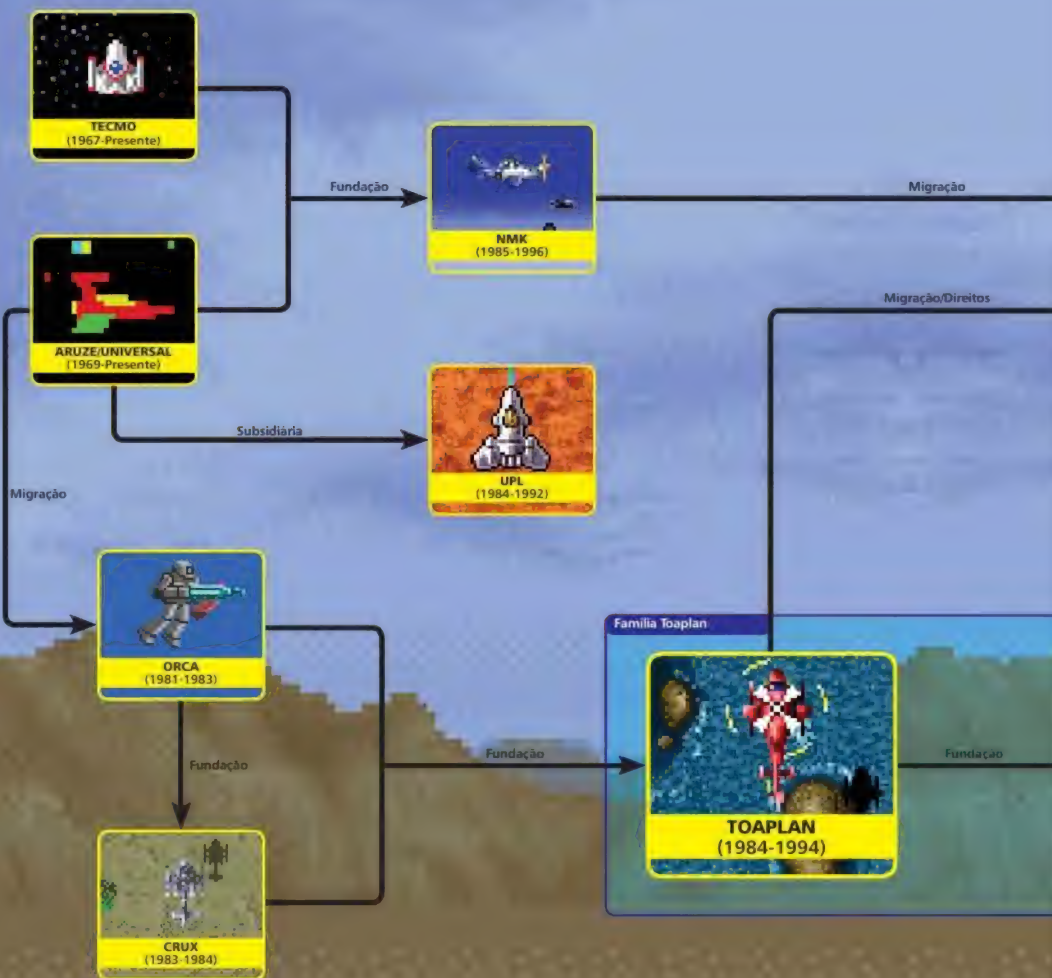 TECMO
(1967-Presente)
Fundação
NMK
(1985-1996)
Migração
ARUZE/UNIVERSAL
(1969-Presente)
Migração/Direitos
Subsidiária
UPL
(1984-1992)
Migração
ORCA
(1981-1983)
Família Toaplan
Fundação
Fundação
TOAPLAN
(1984-1994)
Fundação
CRUX
(1983-1984)